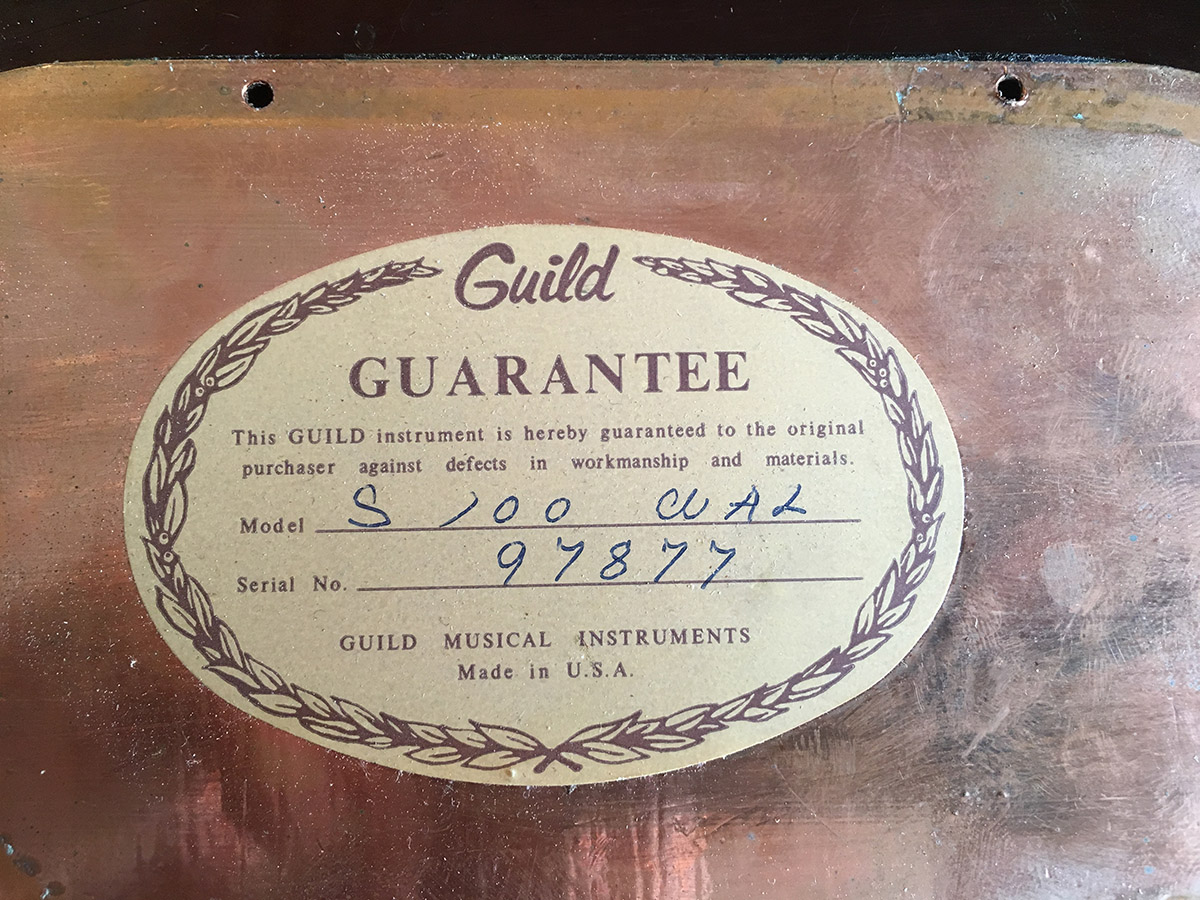 Guild
GUARANTEE
This GUILD instrument is hereby guaranteed to the original
purchaser against defects in workmanship and materials.
Model S 100 WAL
Serial No. 97877
GUILD MUSICAL INSTRUMENTS
Made in U.S.A.